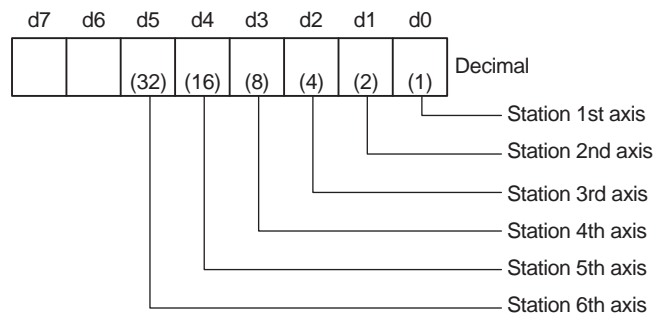 d7 d6 d5 d4 d3 d2 d1 d0
Decimal
(32) (16) (8) (4) (2) (1)
Station 1st axis
Station 2nd axis
Station 3rd axis
Station 4th axis
Station 5th axis
Station 6th axis